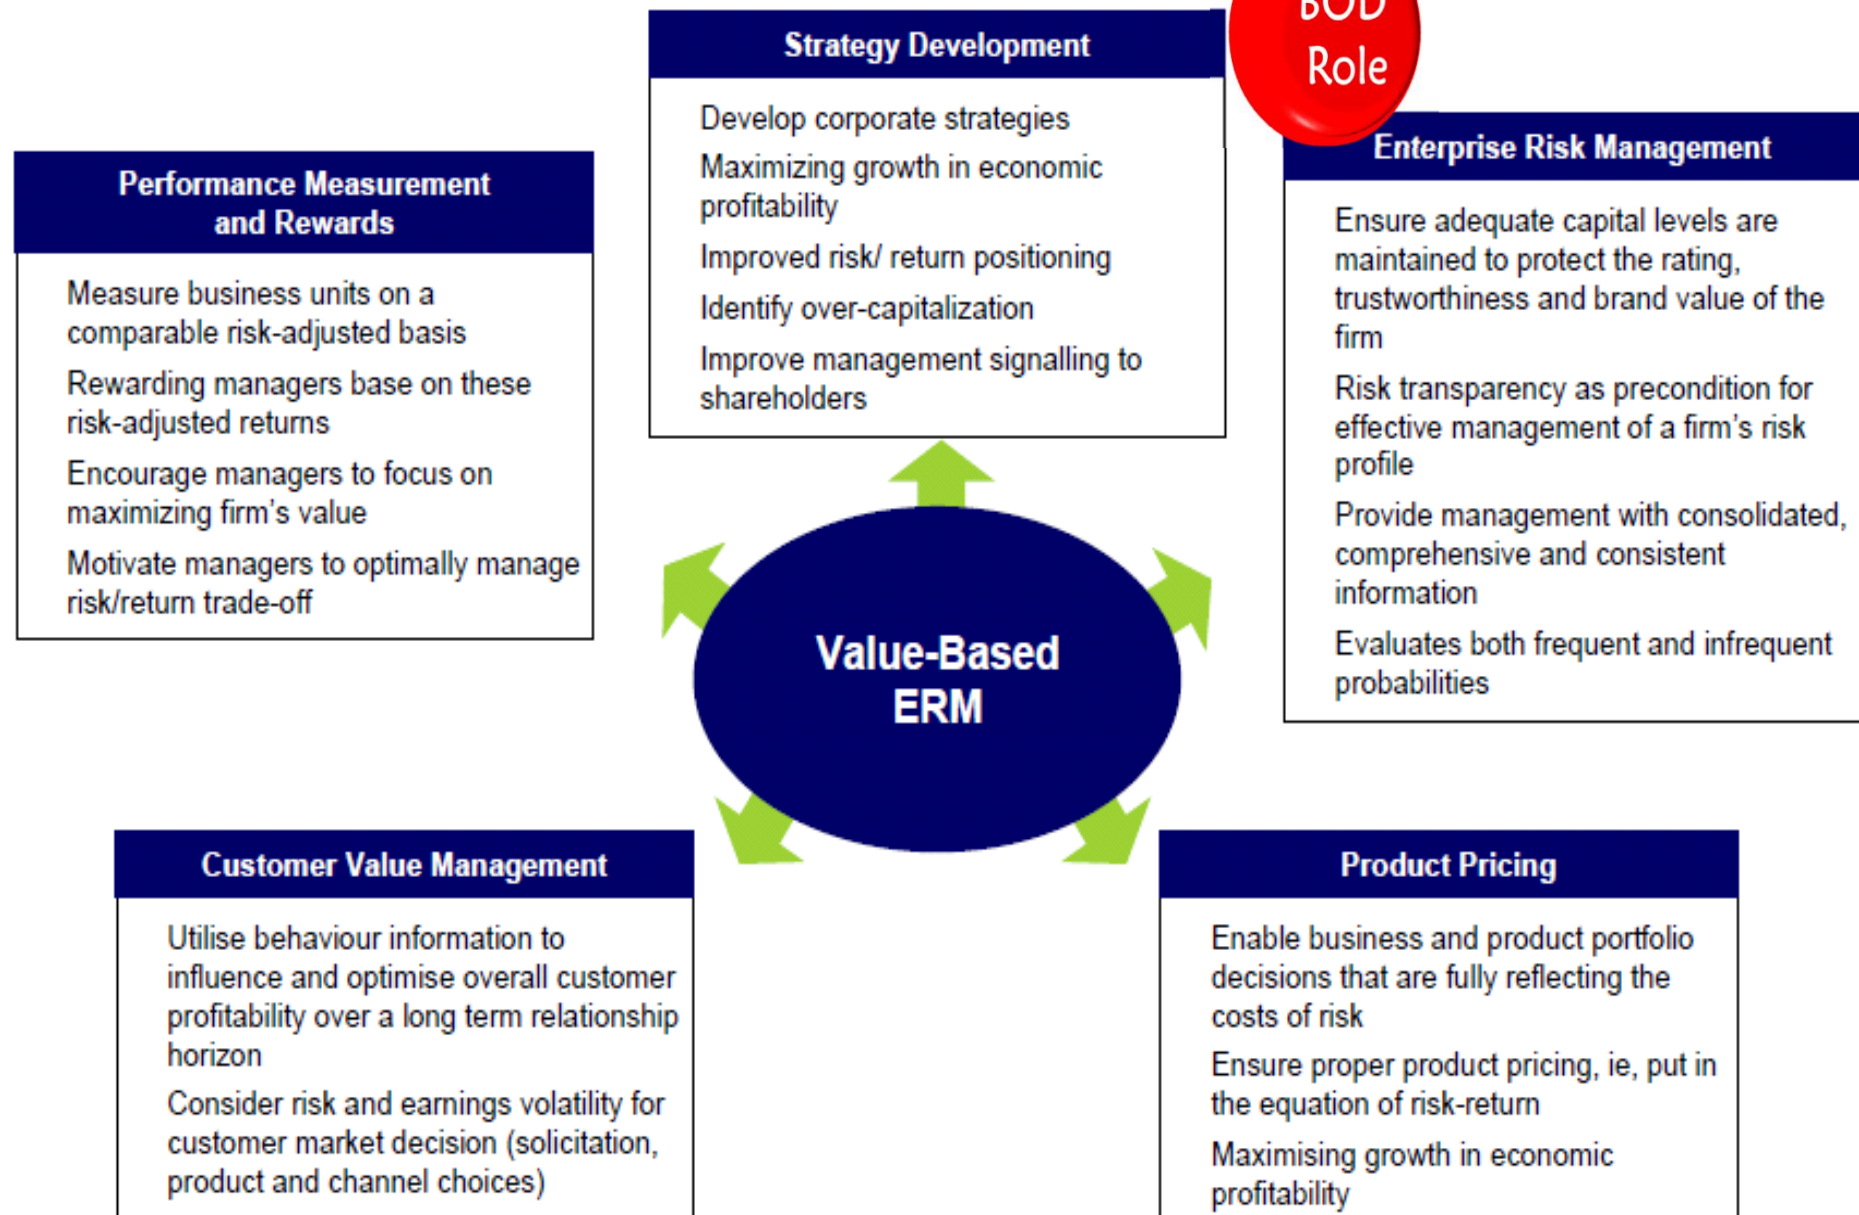 BOD
Role
Strategy Development
Develop corporate strategies
Maximizing growth in economic
profitability
Improved risk/ return positioning
Identify over-capitalization
Improve management signalling to
shareholders
Enterprise Risk Management
Ensure adequate capital levels are
maintained to protect the rating,
trustworthiness and brand value of the
firm
Risk transparency as precondition for
effective management of a firm's risk
profile
Provide management with consolidated,
comprehensive and consistent
information
Evaluates both frequent and infrequent
probabilities
Performance Measurement
and Rewards
Measure business units on a
comparable risk-adjusted basis
Rewarding managers base on these
risk-adjusted returns
Encourage managers to focus on
maximizing firm's value
Motivate managers to optimally manage
risk/return trade-off
Value-Based
ERM
Customer Value Management
Utilise behaviour information to
influence and optimise overall customer
profitability over a long term relationship
horizon
Consider risk and earnings volatility for
customer market decision (solicitation,
product and channel choices)
Product Pricing
Enable business and product portfolio
decisions that are fully reflecting the
costs of risk
Ensure proper product pricing, ie, put in
the equation of risk-return
Maximising growth in economic
profitability